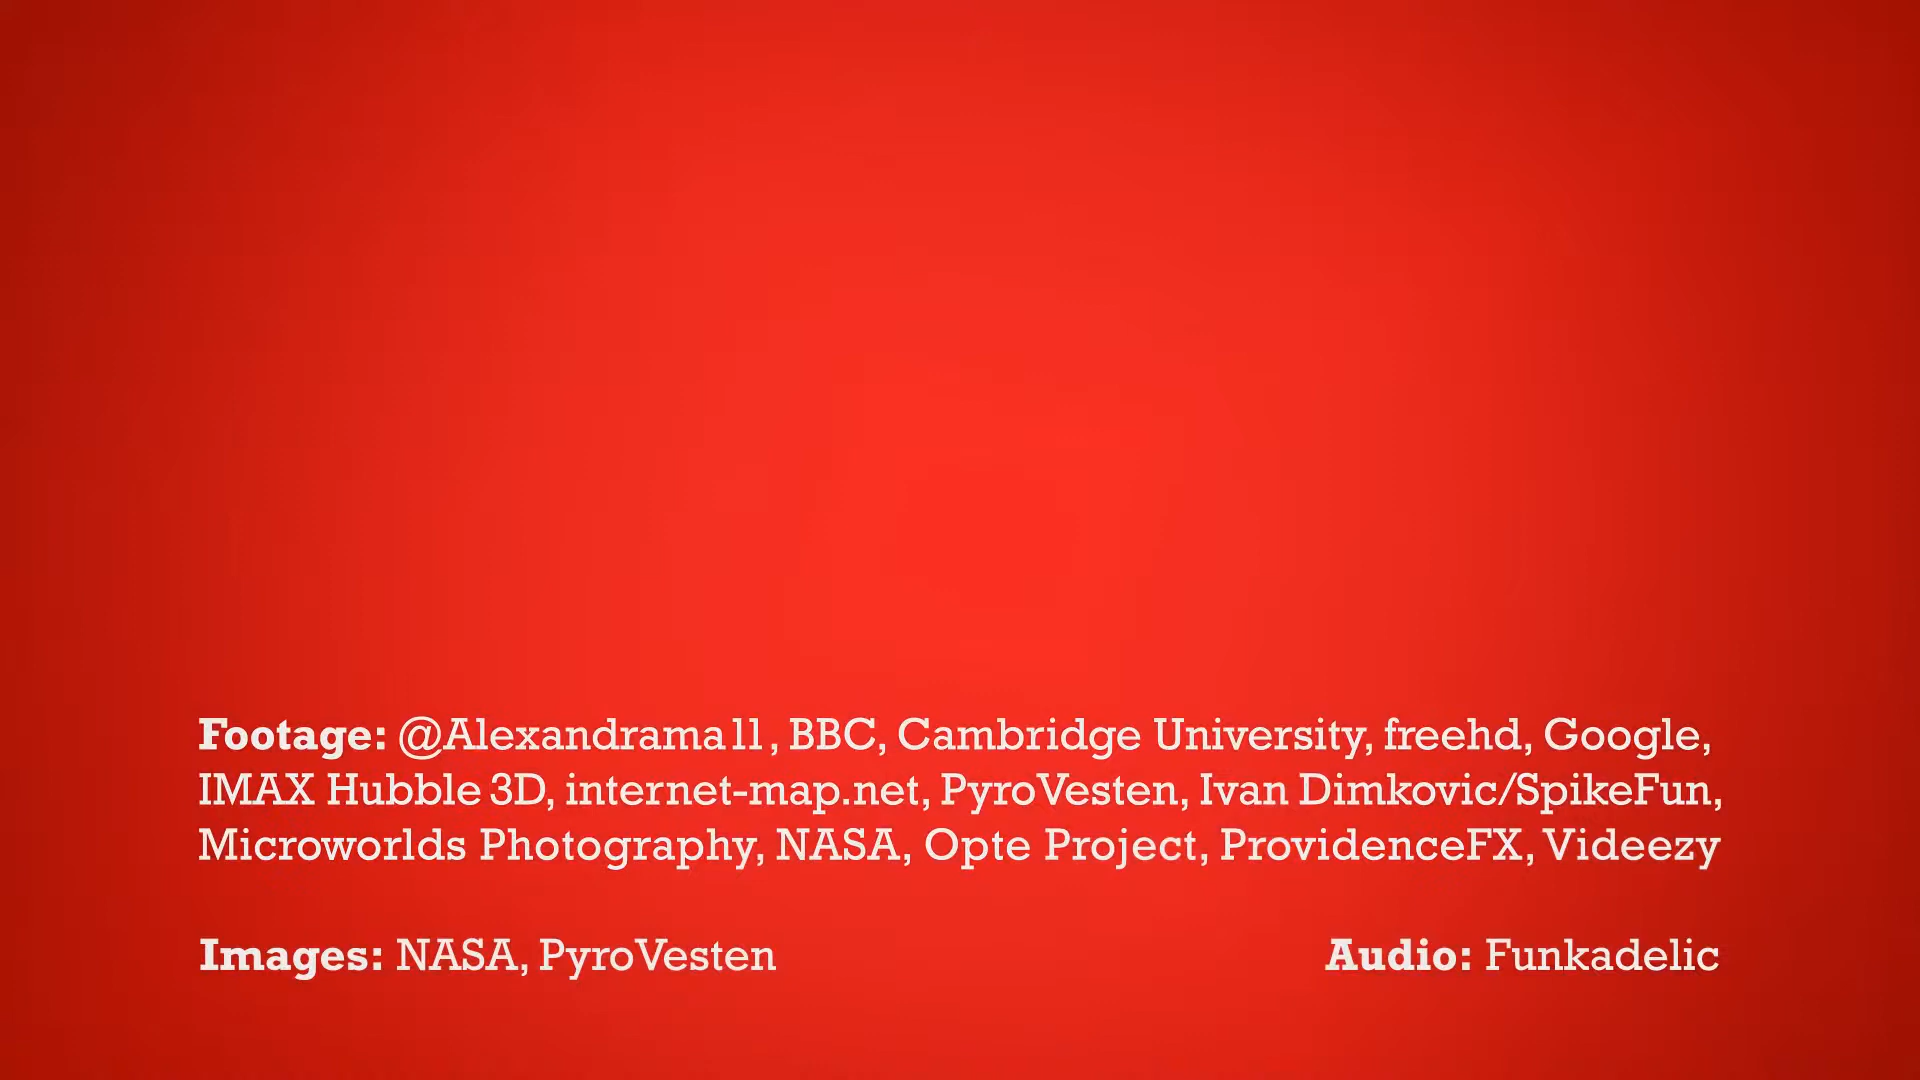 Footage: @Alexandrama11, BBC, Cambridge University, freehd, Google,
IMAX Hubble 3D, internet-map.net, PyroVesten, Ivan Dimkovic/SpikeFun,
Microworlds Photography, NASA, Opte Project, ProvidenceFX, Videezy
Images: NASA, PyroVesten
Audio: Funkadelic